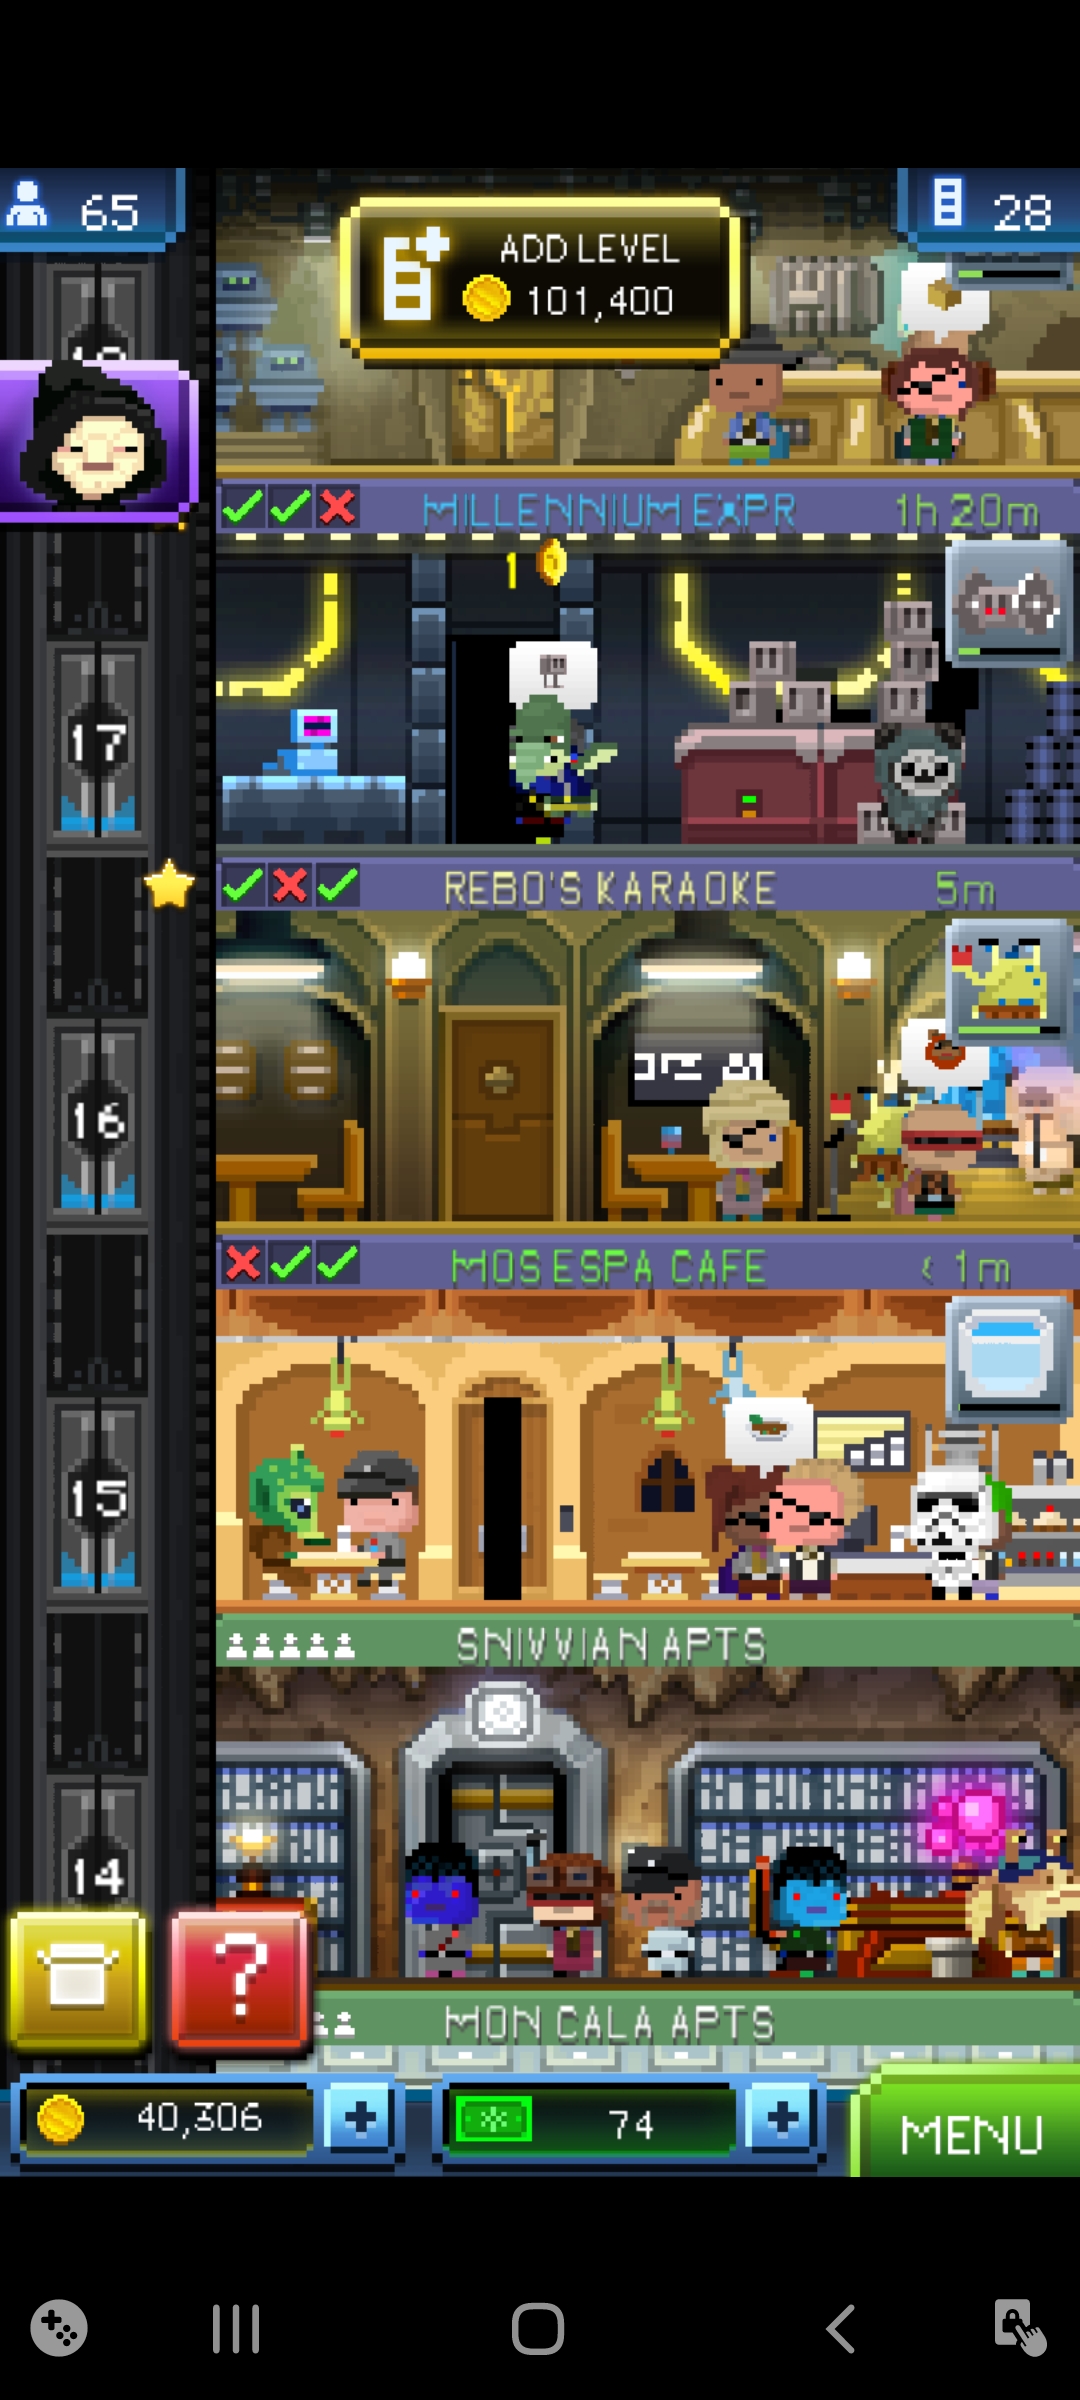 65
ADD LEVEL
101,400
28
MILLENNIUM EXPR
1h 20m
1
17
REBO'S KARAOKE
5m
16
MOS ESPA CAFE
< 1m
15
SNIVVIAN APTS
14
?
MON CALA APTS
40,306
74
MENU